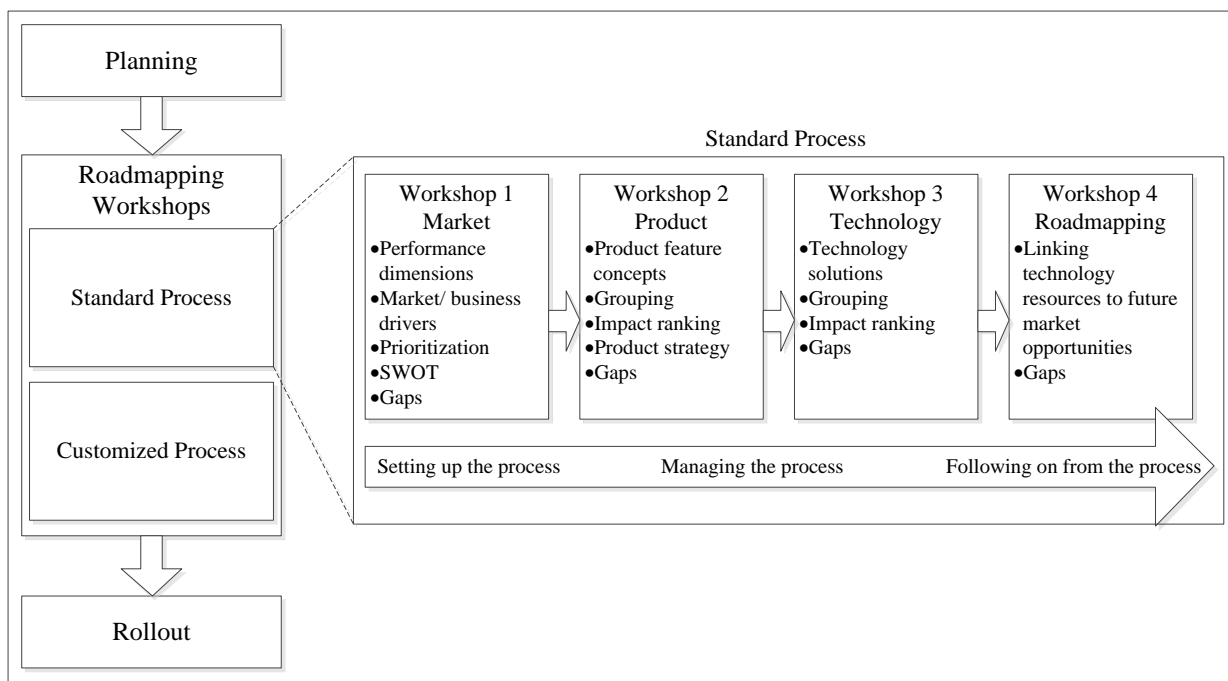 Planning
Roadmapping
Workshops
Standard Process
Customized Process
Rollout
Standard Process
Workshop 1
Market
•Performance
dimensions
•Market/ business
drivers
•Prioritization
•SWOT
•Gaps
Workshop 2
Product
•Product feature
concepts
•Grouping
•Impact ranking
•Product strategy
•Gaps
Workshop 3
Technology
•Technology
solutions
•Grouping
•Impact ranking
•Gaps
Workshop 4
Roadmapping
•Linking
technology
resources to future
market
opportunities
•Gaps
Setting up the process Managing the process Following on from the process